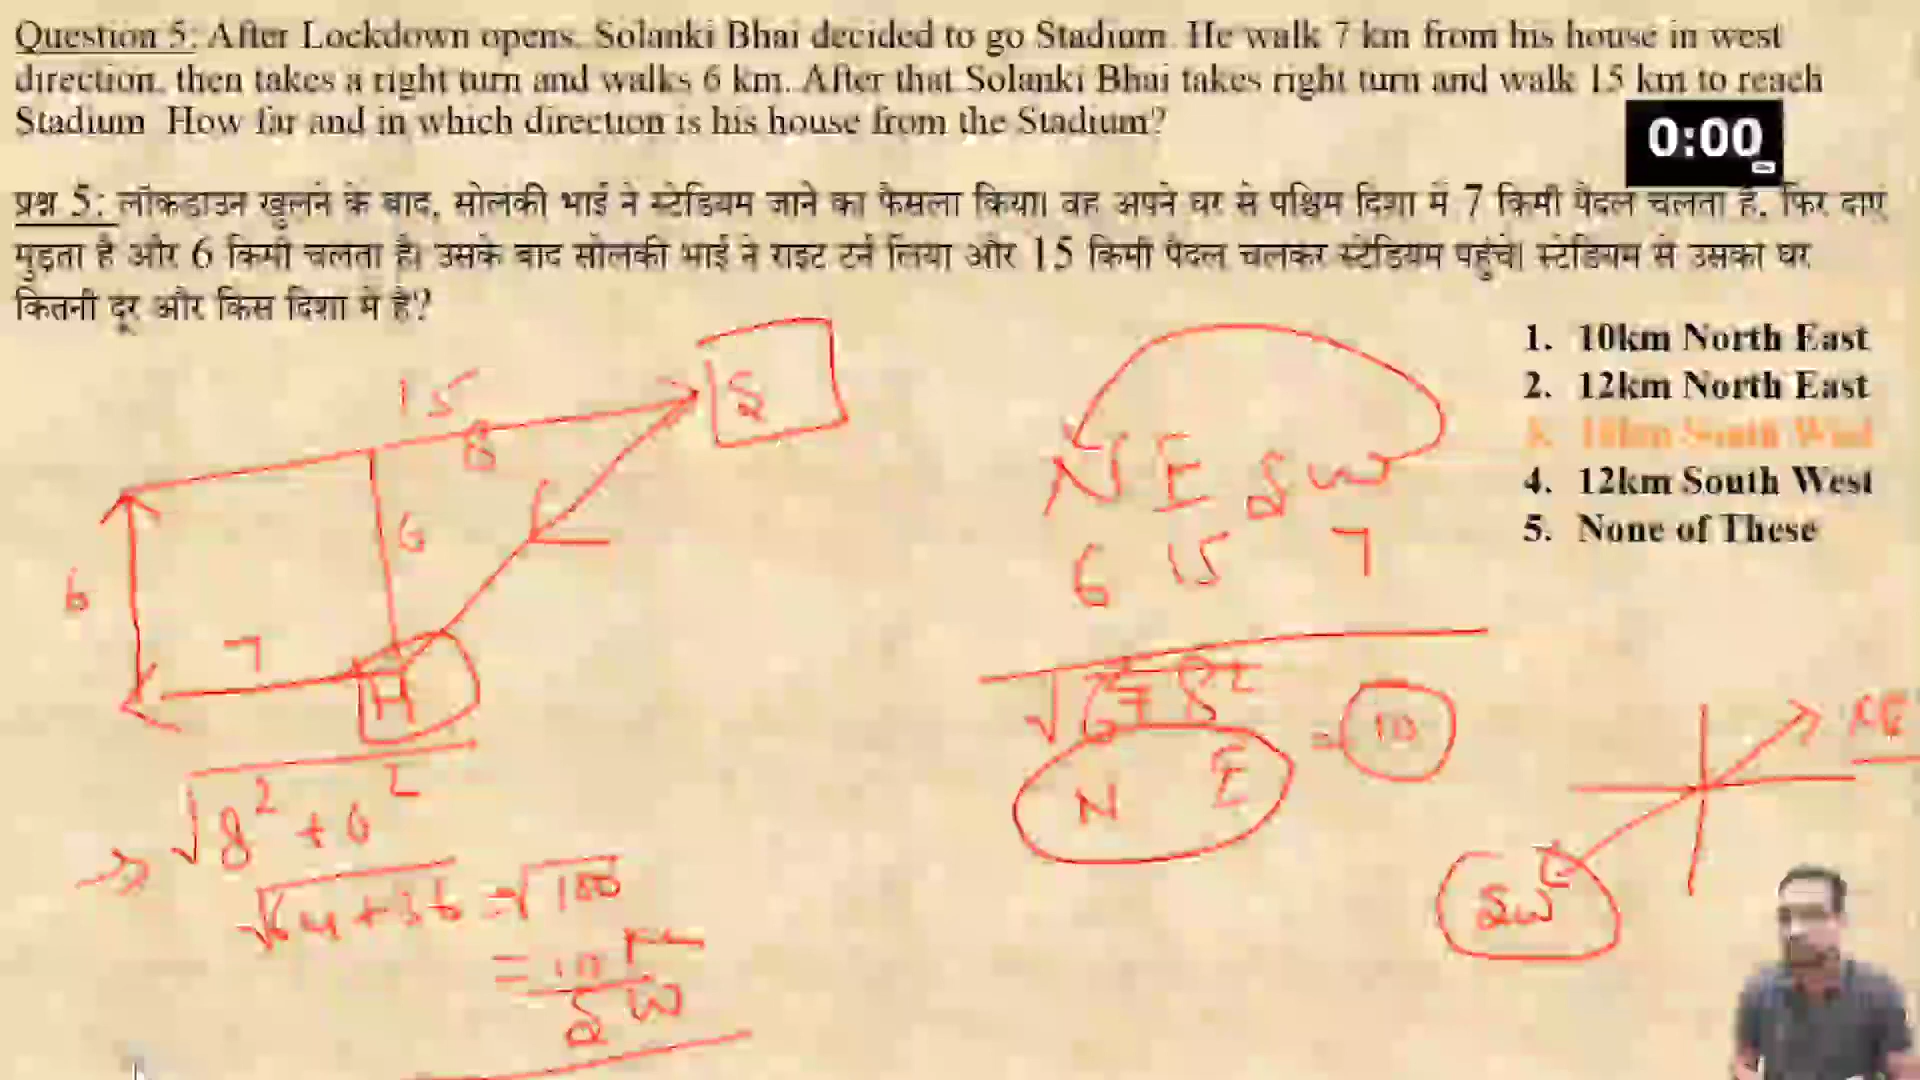 Question 5: After Lockdown opens, Solanki Bhai decided to go Stadium. He walk 7 km from his house in west
direction, then takes a right turn and walks 6 km. After that Solanki Bhai takes right turn and walk 15 km to reach
Stadium How far and in which direction is his house from the Stadium?
0:00
प्रश्न 5: लॉकडाउन खुलने के बाद, सोलंकी भाई ने स्टेडियम जाने का फैसला किया। वह अपने घर से पश्चिम दिशा में 7 किमी पैदल चलता है, फिर दाएं
मुड़ता है और 6 किमी चलता है। उसके बाद सोलंकी भाई ने राइट टर्न लिया और 15 किमी पैदल चलकर स्टेडियम पहुंचे। स्टेडियम से उसका घर
कितनी दूर और किस दिशा में है?
1. 10km North East
2. 12km North East
3. 10km South West
4. 12km South West
5. None of These
15
S
8
6
6
7
H
√8² + 6²
√64+36 = √100
= 10 km
SW
N E S W
6 15 7
= 10
N E
NE
SW